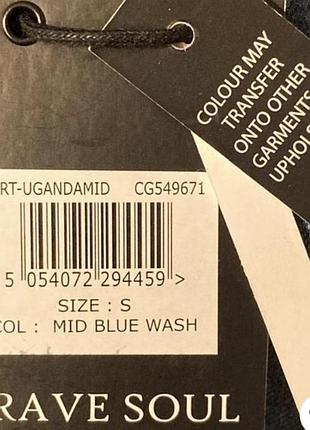 COLOUR MAY
TRANSFER
ONTO OTHER
GARMENTS
UPHOLS
RT-UGANDAMID CG549671
5 054072 294459 >
SIZE : S
COL : MID BLUE WASH
RAVE SOUL